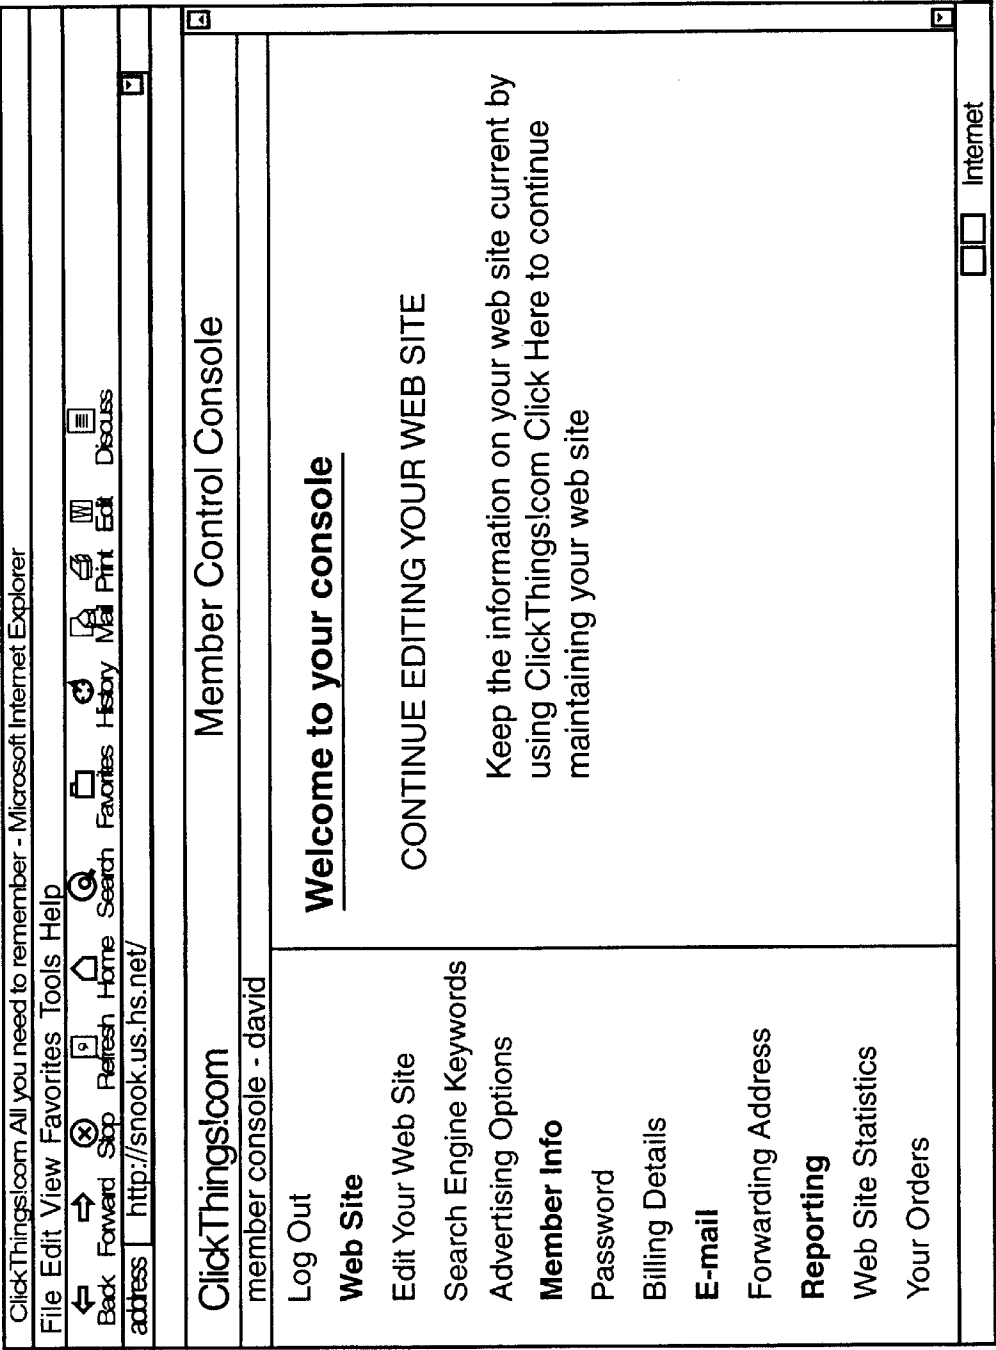 ClickThings!com All you need to remember - Microsoft Internet Explorer
File Edit View Favorites Tools Help
Back Forward Stop Refresh Home Search Favorites History Mail Print Edit Discuss
address http://snook.us.hs.net/
ClickThings!com Member Control Console
member console - david
Log Out
Web Site
Edit Your Web Site
Search Engine Keywords
Advertising Options
Member Info
Password
Billing Details
E-mail
Forwarding Address
Reporting
Web Site Statistics
Your Orders
Welcome to your console
CONTINUE EDITING YOUR WEB SITE
Keep the information on your web site current by
using ClickThings!com Click Here to continue
maintaining your web site
Internet